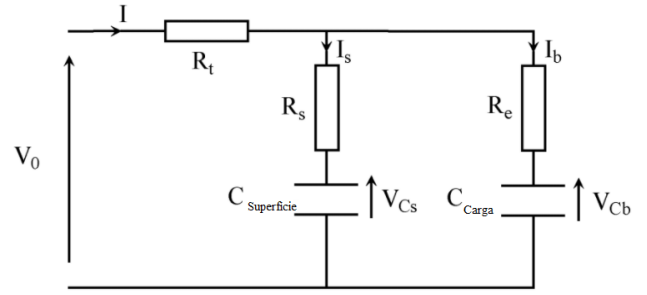 I
Rt
Is
Ib
Rs
Re
V0
C Superficie
VCs
C Carga
VCb